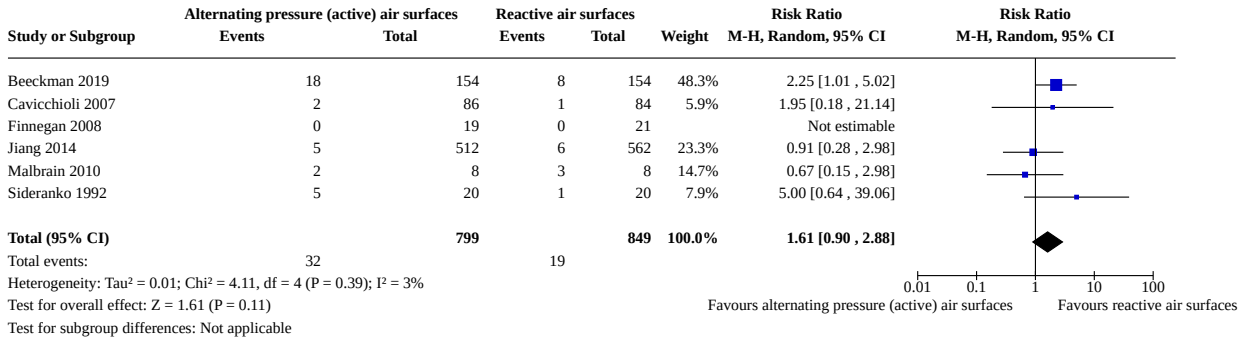 Alternating pressure (active) air surfaces Reactive air surfaces Risk Ratio Risk Ratio
Study or Subgroup Events Total Events Total Weight M-H, Random, 95% CI M-H, Random, 95% CI
Beeckman 2019 18 154 8 154 48.3% 2.25 [1.01 , 5.02]
Cavicchioli 2007 2 86 1 84 5.9% 1.95 [0.18 , 21.14]
Finnegan 2008 0 19 0 21 Not estimable
Jiang 2014 5 512 6 562 23.3% 0.91 [0.28 , 2.98]
Malbrain 2010 2 8 3 8 14.7% 0.67 [0.15 , 2.98]
Sideranko 1992 5 20 1 20 7.9% 5.00 [0.64 , 39.06]
Total (95% CI) 799 849 100.0% 1.61 [0.90 , 2.88]
Total events: 32 19
Heterogeneity: Tau² = 0.01; Chi² = 4.11, df = 4 (P = 0.39); I² = 3%
0.01 0.1 1 10 100
Test for overall effect: Z = 1.61 (P = 0.11) Favours alternating pressure (active) air surfaces Favours reactive air surfaces
Test for subgroup differences: Not applicable